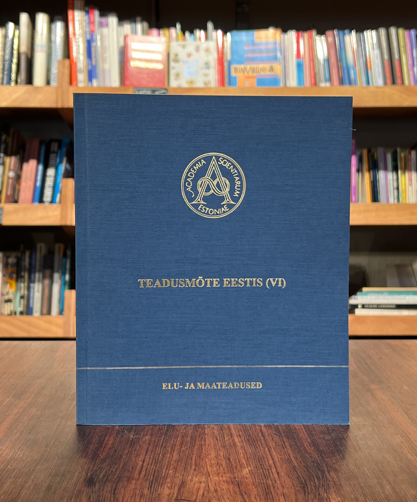 ACADEMIA SCIENTIARUM
ESTONIAE
TEADUSMÕTE EESTIS (VI)
ELU- JA MAATEADUSED